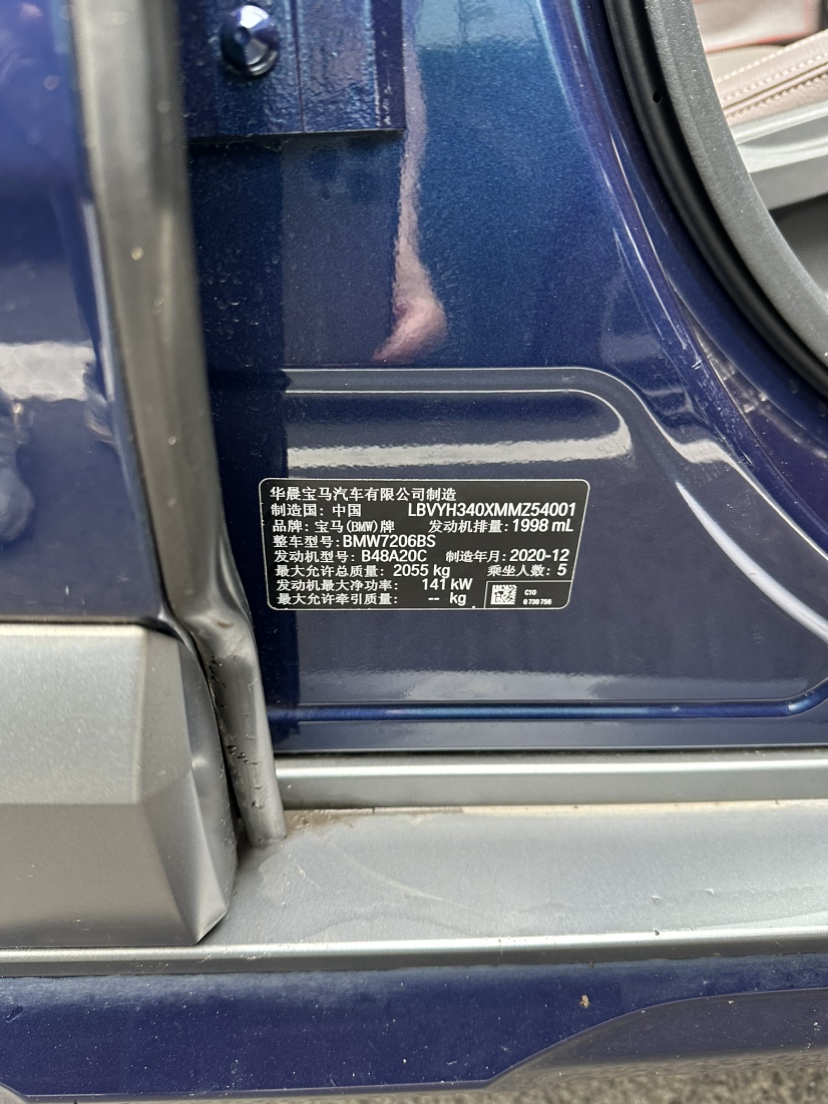 华晨宝马汽车有限公司制造
制造国：中国 LBVYH340XMMZ54001
品牌：宝马(BMW)牌 发动机排量：1998 mL
整车型号：BMW7206BS
发动机型号：B48A20C 制造年月：2020-12
最大允许总质量：2055 kg 乘坐人数：5
发动机最大净功率：141 kW
最大允许牵引质量：-- kg
C10